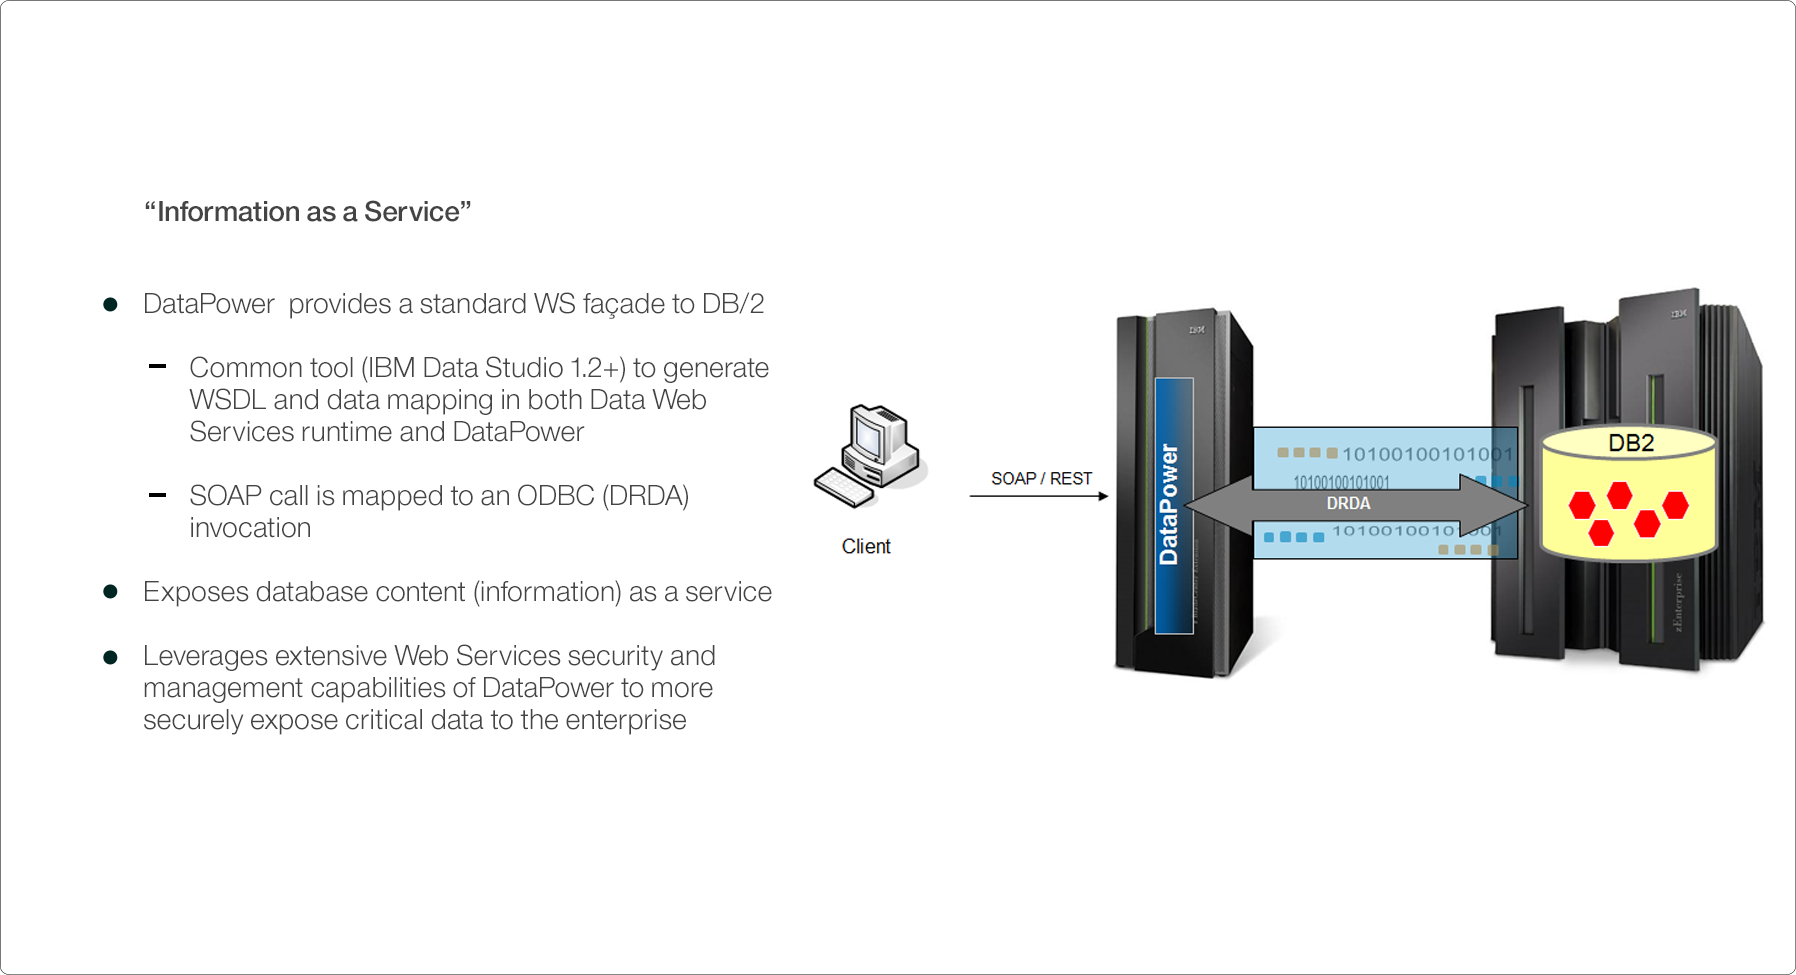 “Information as a Service”
DataPower provides a standard WS façade to DB/2
Common tool (IBM Data Studio 1.2+) to generate
WSDL and data mapping in both Data Web
Services runtime and DataPower
SOAP call is mapped to an ODBC (DRDA)
invocation
Exposes database content (information) as a service
Leverages extensive Web Services security and
management capabilities of DataPower to more
securely expose critical data to the enterprise
Client
SOAP / REST
IBM
DataPower
10100100101001
10100100101001
DRDA
10100100101001
IBM
DB2
zEnterprise